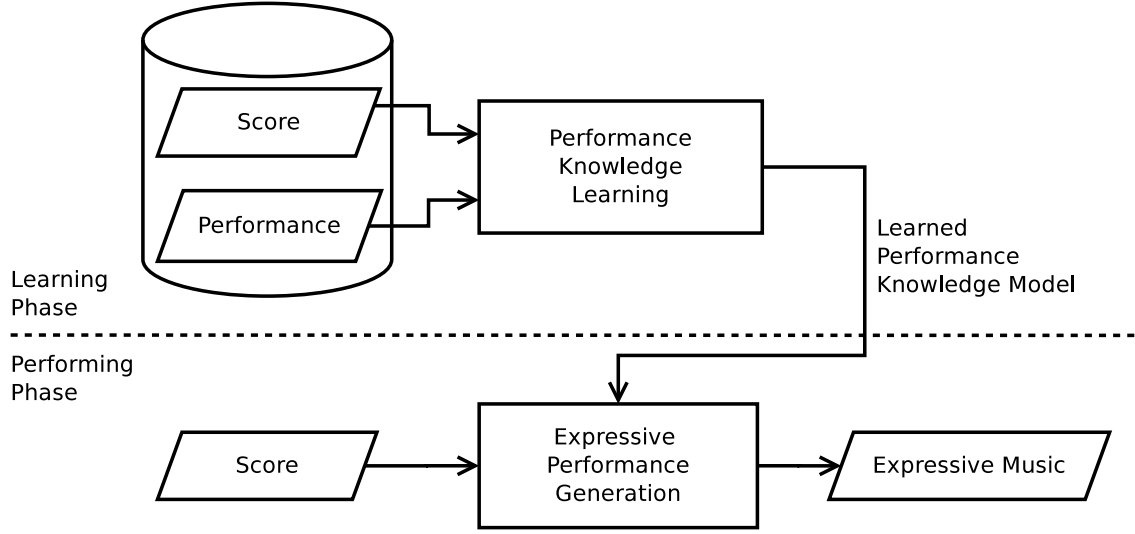 Score
Performance
Performance
Knowledge
Learning
Learned
Performance
Knowledge Model
Learning
Phase
Performing
Phase
Score
Expressive
Performance
Generation
Expressive Music